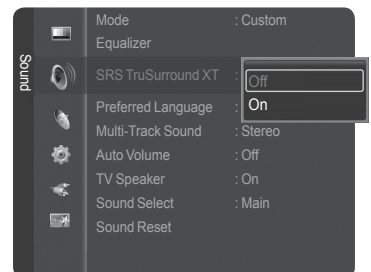 Sound
Mode : Custom
Equalizer
SRS TruSurround XT :
Off
On
Preferred Language :
Multi-Track Sound : Stereo
Auto Volume : Off
TV Speaker : On
Sound Select : Main
Sound Reset